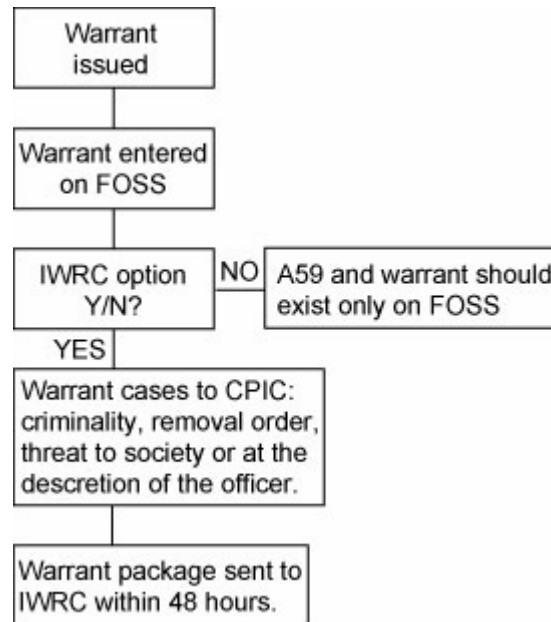 Warrant
issued
Warrant entered
on FOSS
IWRC option
Y/N?
NO
A59 and warrant should
exist only on FOSS
YES
Warrant cases to CPIC:
criminality, removal order,
threat to society or at the
descretion of the officer.
Warrant package sent to
IWRC within 48 hours.